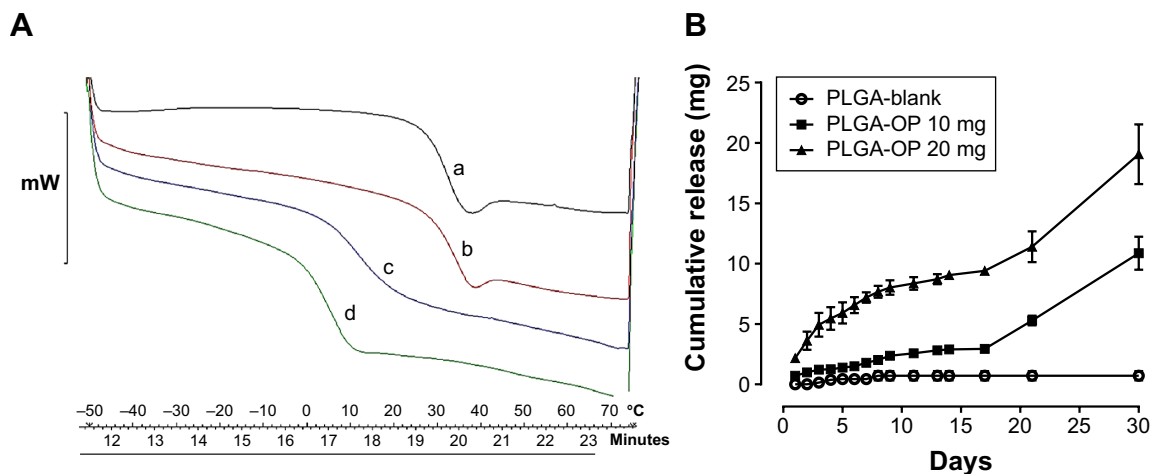 A
mW
a
b
c
d
–50 –40 –30 –20 –10 0 10 20 30 40 50 60 70 °C
12 13 14 15 16 17 18 19 20 21 22 23 Minutes
B
Cumulative release (mg)
25
20
15
10
5
0
PLGA-blank
PLGA-OP 10 mg
PLGA-OP 20 mg
0 5 10 15 20 25 30
Days